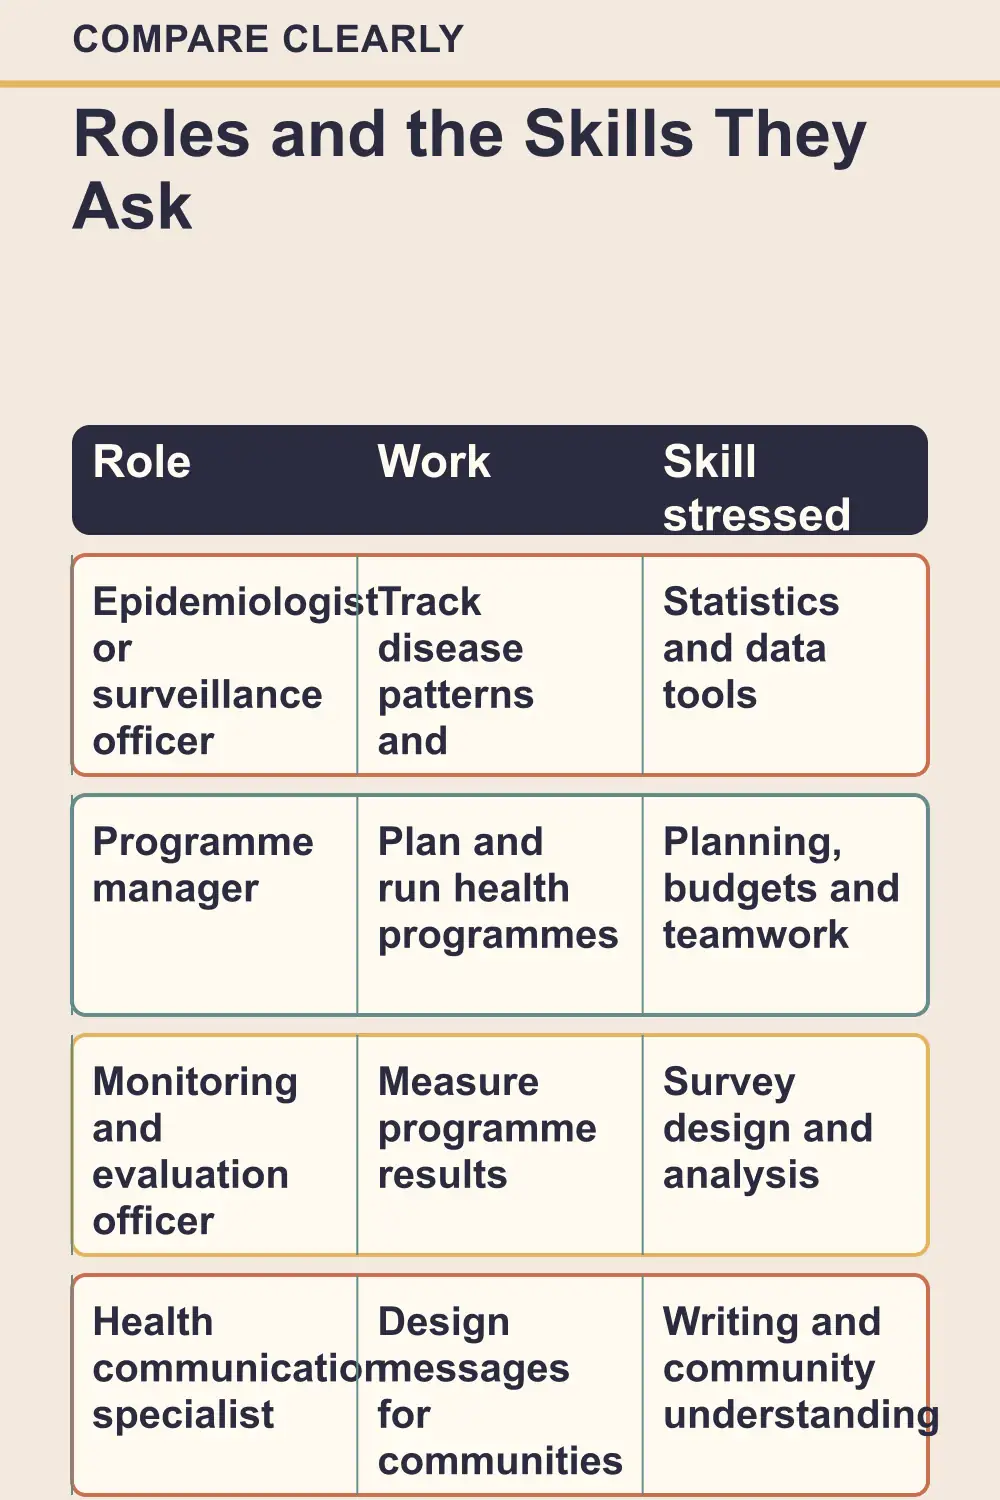 COMPARE CLEARLY
Roles and the Skills They
Ask
Role
Work
Skill
stressed
Epidemiologist
or
surveillance
officer
Track
disease
patterns
and
Statistics
and data
tools
Programme
manager
Plan and
run health
programmes
Planning,
budgets and
teamwork
Monitoring
and
evaluation
officer
Measure
programme
results
Survey
design and
analysis
Health
communication
specialist
Design
messages
for
communities
Writing and
community
understanding